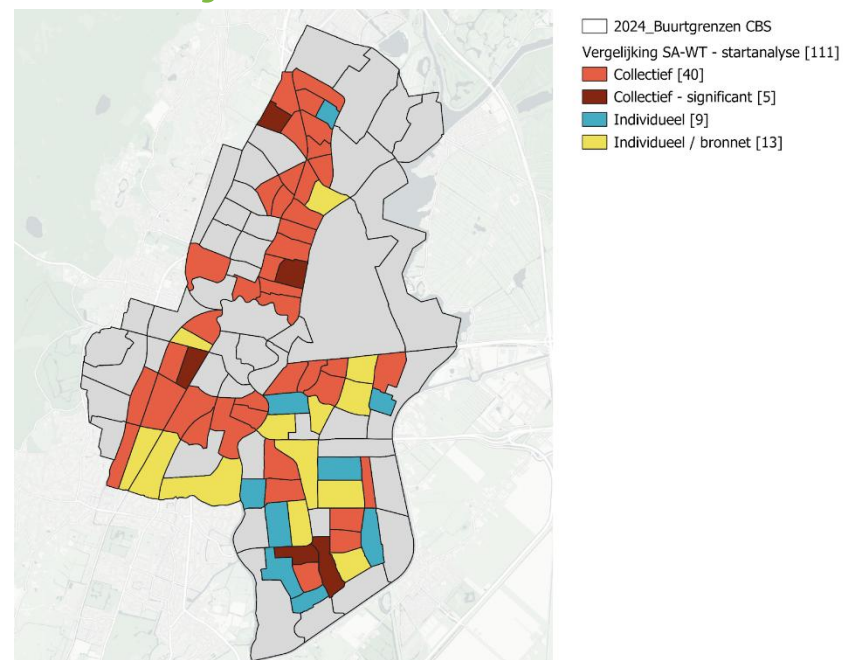 2024_Buurtgrenzen CBS
Vergelijking SA-WT - startanalyse [111]
Collectief [40]
Collectief - significant [5]
Individueel [9]
Individueel / bronnet [13]